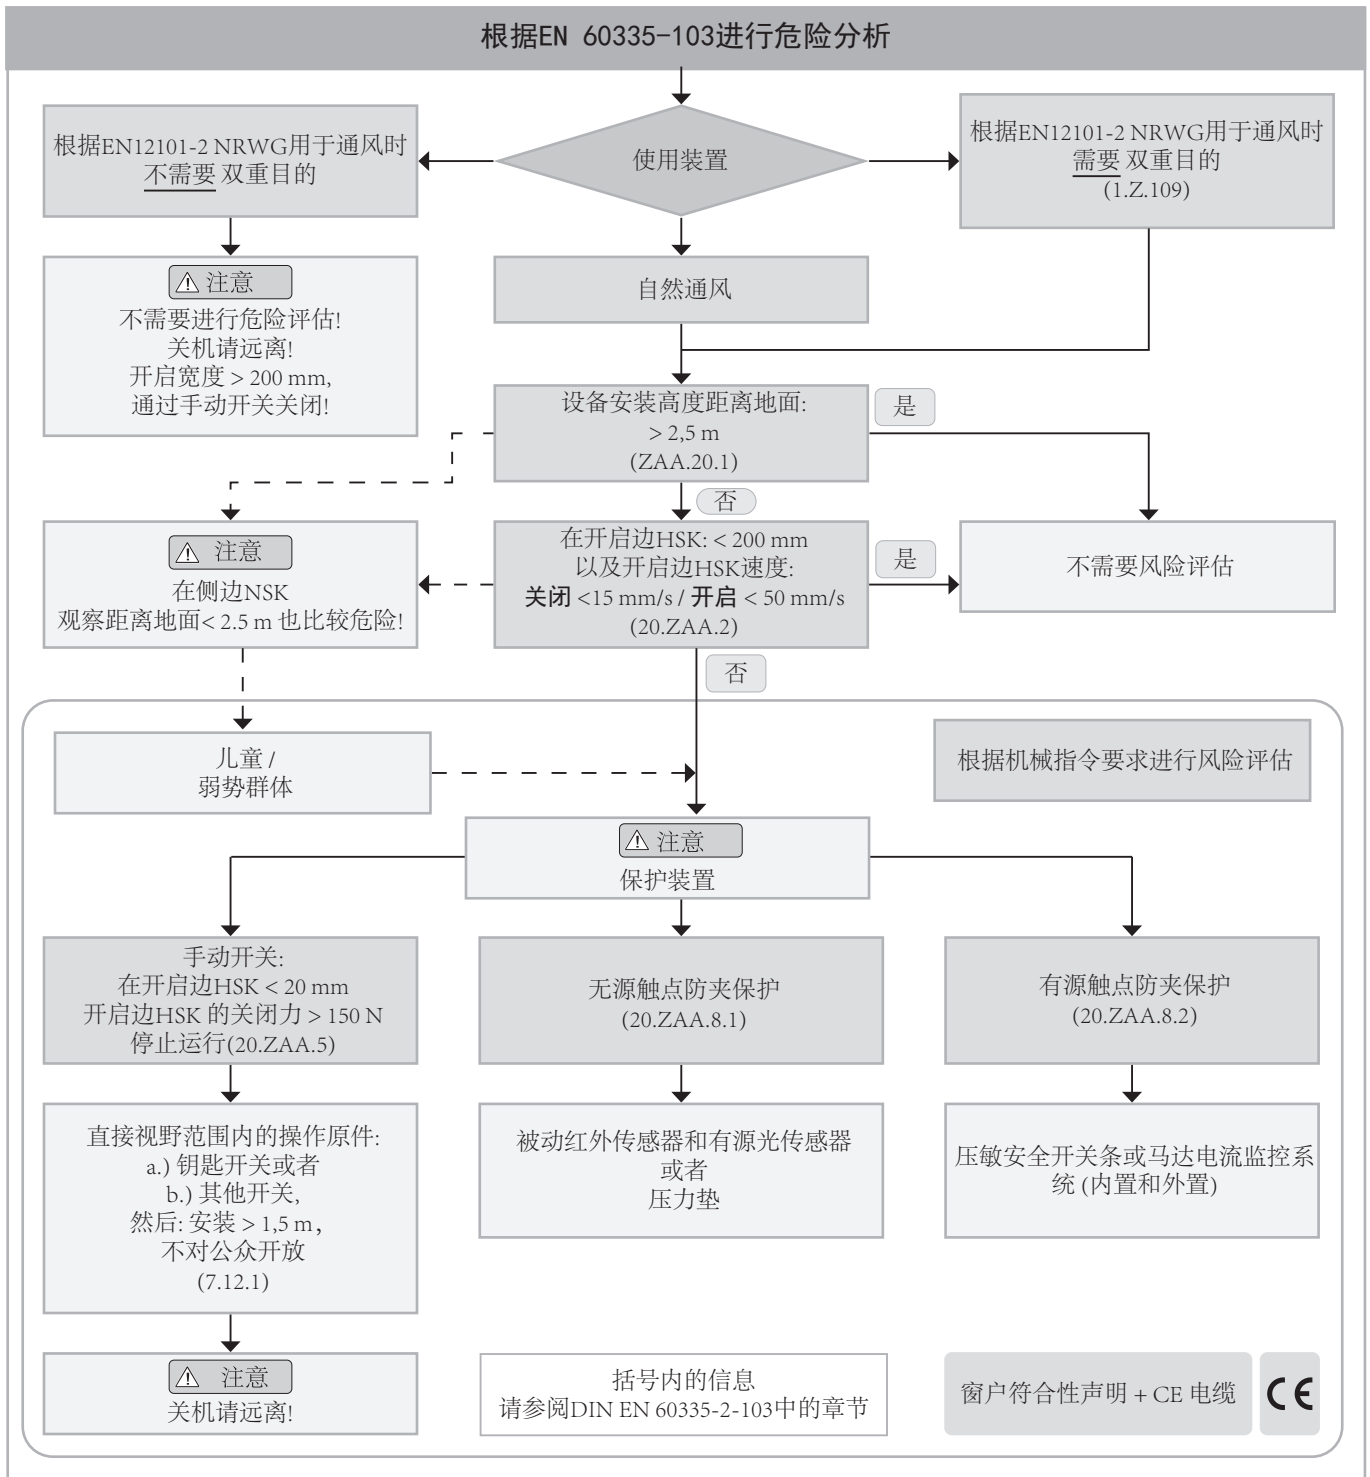 根据EN 60335-103进行危险分析
根据EN12101-2 NRWG用于通风时
不需要 双重目的
使用装置
根据EN12101-2 NRWG用于通风时
需要 双重目的
(1.Z.109)
注意
不需要进行危险评估!
关机请远离!
开启宽度 > 200 mm,
通过手动开关关闭!
自然通风
设备安装高度距离地面:
> 2,5 m
(ZAA.20.1)
是
否
注意
在侧边NSK
观察距离地面< 2.5 m 也比较危险!
在开启边HSK: < 200 mm
以及开启边HSK速度:
关闭 <15 mm/s / 开启 < 50 mm/s
(20.ZAA.2)
是
不需要风险评估
否
儿童 /
弱势群体
根据机械指令要求进行风险评估
注意
保护装置
手动开关:
在开启边HSK < 20 mm
开启边HSK 的关闭力 > 150 N
停止运行(20.ZAA.5)
无源触点防夹保护
(20.ZAA.8.1)
有源触点防夹保护
(20.ZAA.8.2)
直接视野范围内的操作原件:
a.) 钥匙开关或者
b.) 其他开关,
然后: 安装 > 1,5 m,
不对公众开放
(7.12.1)
被动红外传感器和有源光传感器
或者
压力垫
压敏安全开关条或马达电流监控系
统 (内置和外置)
注意
关机请远离!
括号内的信息
请参阅DIN EN 60335-2-103中的章节
窗户符合性声明 + CE 电缆
CE